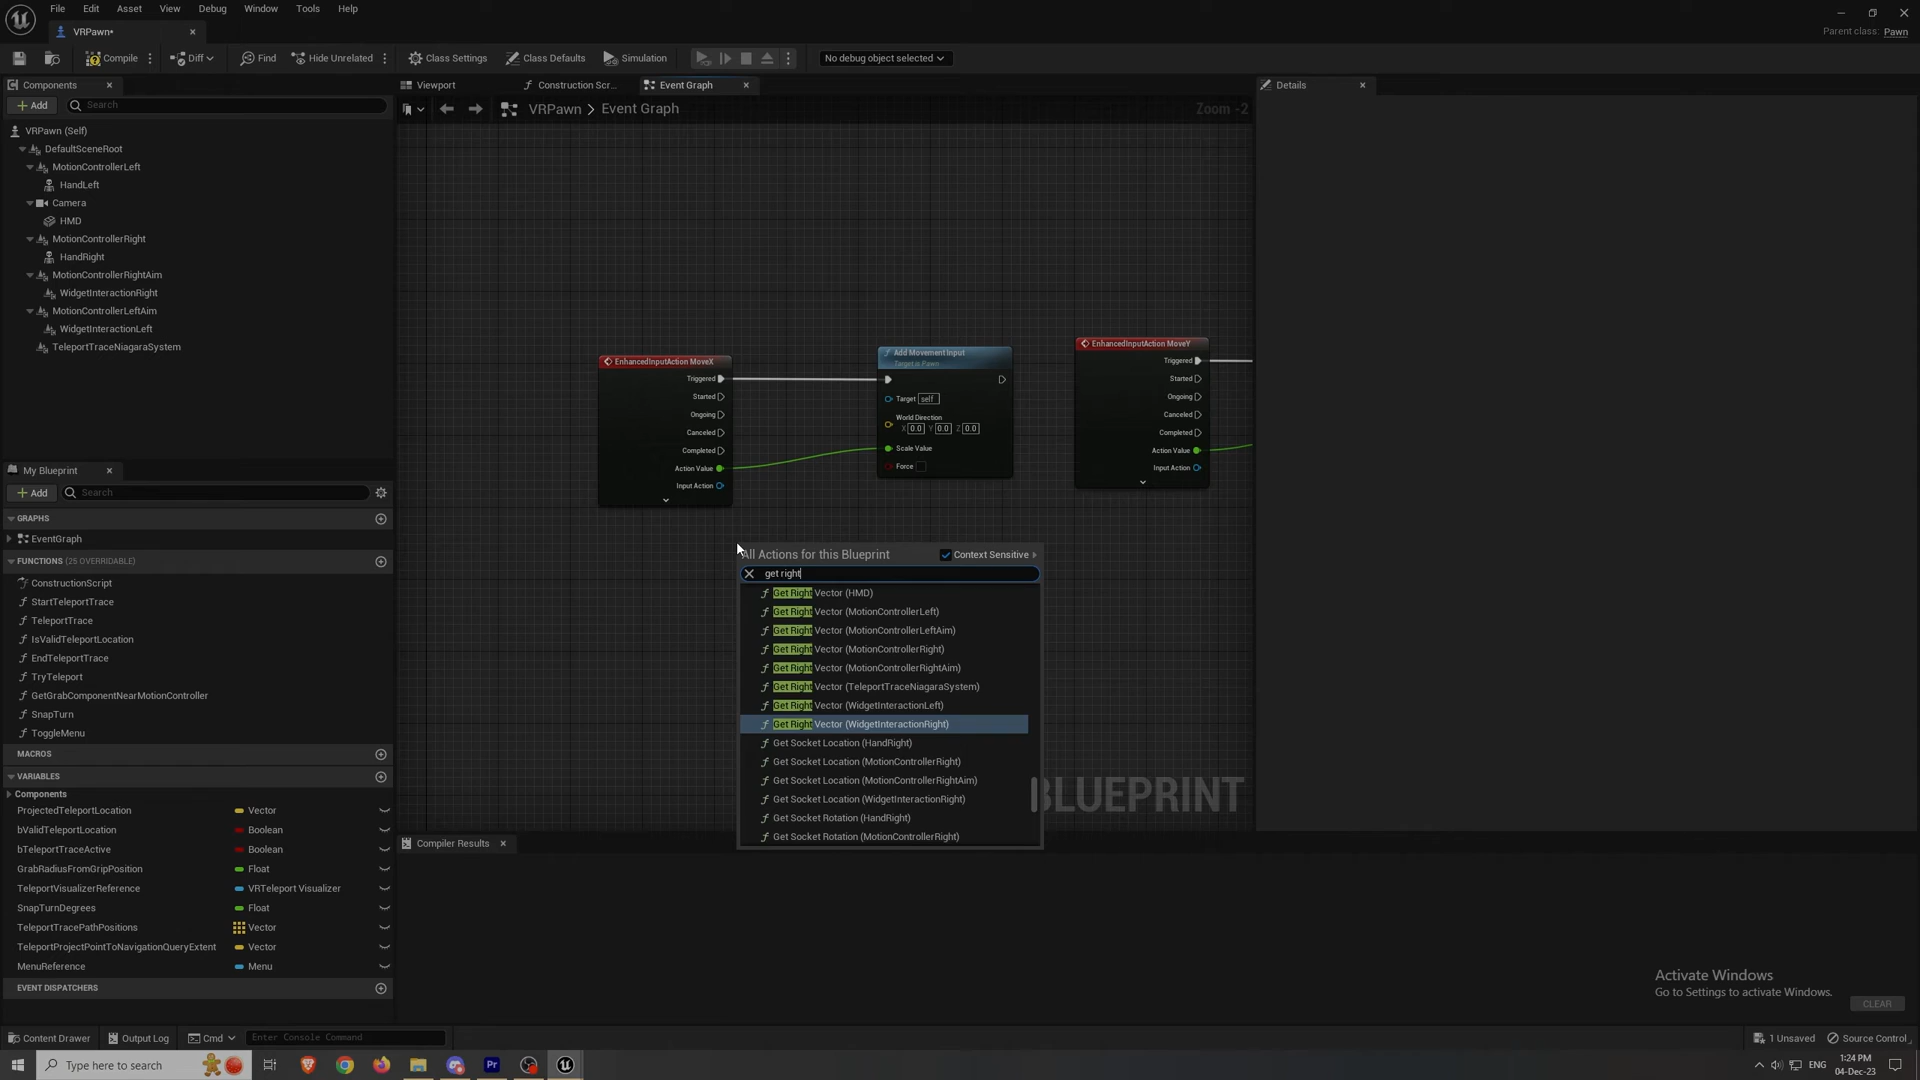 File Edit Asset View Window Debug Tools Help
VRPawn•
Parent class: Pawn
Compile Diff Find Hide Unrelated Class Settings Class Defaults Simulation No debug object selected
Components
Add Search
VRPawn (Self)
DefaultSceneRoot
MotionControllerLeft
HandLeft
Camera
HMD
MotionControllerRight
HandRight
MotionControllerRightAim
WidgetInteractionRight
MotionControllerLeftAim
WidgetInteractionLeft
TeleportTraceNiagaraSystem
My Blueprint
Add Search
GRAPHS
EventGraph
FUNCTIONS (25 OVERRIDABLE)
ConstructionScript
StartTeleportTrace
TeleportTrace
IsValidTeleportLocation
EndTeleportTrace
TryTeleport
GetGrabComponentNearMotionController
SnapTurn
ToggleMenu
MACROS
VARIABLES
Components
ProjectedTeleportLocation Vector
bValidTeleportLocation Boolean
bTeleportTraceActive Boolean
GrabRadiusFromGripPosition Float
TeleportVisualizerReference VRTeleport Visualizer
SnapTurnDegrees Float
TeleportTracePathPositions Vector
TeleportProjectPointToNavigationQueryExtent Vector
MenuReference Menu
EVENT DISPATCHERS
Viewport Construction Scr... Event Graph
VRPawn > Event Graph Zoom -2
EnhancedInputAction MoveX
Triggered
Started
Ongoing
Canceled
Completed
Action Value
Input Action
Add Movement Input
Target is Pawn
Target self
World Direction
X 0.0 Y 0.0 Z 0.0
Scale Value
Force
EnhancedInputAction MoveY
Triggered
Started
Ongoing
Canceled
Completed
Action Value
Input Action
All Actions for this Blueprint Context Sensitive
get right
Get Right Vector (HMD)
Get Right Vector (MotionControllerLeft)
Get Right Vector (MotionControllerLeftAim)
Get Right Vector (MotionControllerRight)
Get Right Vector (MotionControllerRightAim)
Get Right Vector (TeleportTraceNiagaraSystem)
Get Right Vector (WidgetInteractionLeft)
Get Right Vector (WidgetInteractionRight)
Get Socket Location (HandRight)
Get Socket Location (MotionControllerRight)
Get Socket Location (MotionControllerRightAim)
Get Socket Location (WidgetInteractionRight)
Get Socket Rotation (HandRight)
Get Socket Rotation (MotionControllerRight)
BLUEPRINT
Compiler Results
Details
Activate Windows
Go to Settings to activate Windows.
CLEAR
Content Drawer Output Log Cmd Enter Console Command 1 Unsaved Source Control
Type here to search
Pr
ENG
1:24 PM
04-Dec-23